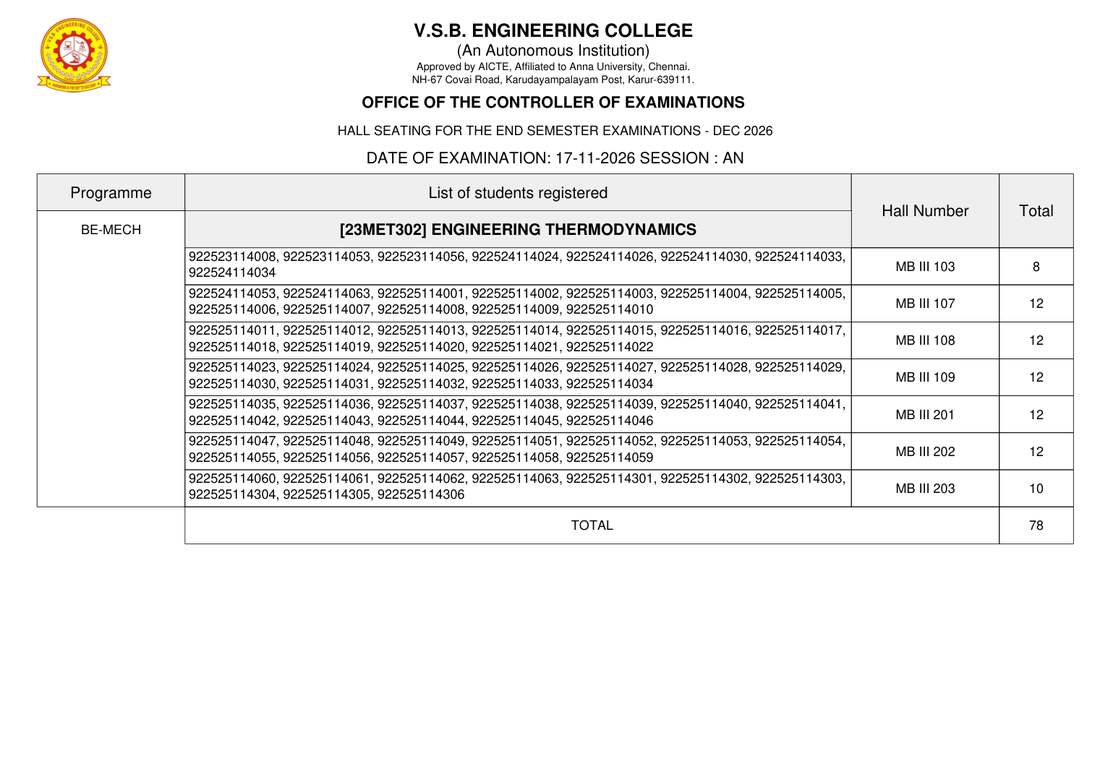 V.S.B. ENGINEERING COLLEGE
(An Autonomous Institution)
Approved by AICTE, Affiliated to Anna University, Chennai.
NH-67 Covai Road, Karudayampalayam Post, Karur-639111.
OFFICE OF THE CONTROLLER OF EXAMINATIONS
HALL SEATING FOR THE END SEMESTER EXAMINATIONS - DEC 2026
DATE OF EXAMINATION: 17-11-2026 SESSION : AN
Programme List of students registered Hall Number Total
BE-MECH [23MET302] ENGINEERING THERMODYNAMICS
922523114008, 922523114053, 922523114056, 922524114024, 922524114026, 922524114030, 922524114033,
922524114034
MB III 103 8
922524114053, 922524114063, 922525114001, 922525114002, 922525114003, 922525114004, 922525114005,
922525114006, 922525114007, 922525114008, 922525114009, 922525114010
MB III 107 12
922525114011, 922525114012, 922525114013, 922525114014, 922525114015, 922525114016, 922525114017,
922525114018, 922525114019, 922525114020, 922525114021, 922525114022
MB III 108 12
922525114023, 922525114024, 922525114025, 922525114026, 922525114027, 922525114028, 922525114029,
922525114030, 922525114031, 922525114032, 922525114033, 922525114034
MB III 109 12
922525114035, 922525114036, 922525114037, 922525114038, 922525114039, 922525114040, 922525114041,
922525114042, 922525114043, 922525114044, 922525114045, 922525114046
MB III 201 12
922525114047, 922525114048, 922525114049, 922525114051, 922525114052, 922525114053, 922525114054,
922525114055, 922525114056, 922525114057, 922525114058, 922525114059
MB III 202 12
922525114060, 922525114061, 922525114062, 922525114063, 922525114301, 922525114302, 922525114303,
922525114304, 922525114305, 922525114306
MB III 203 10
TOTAL 78